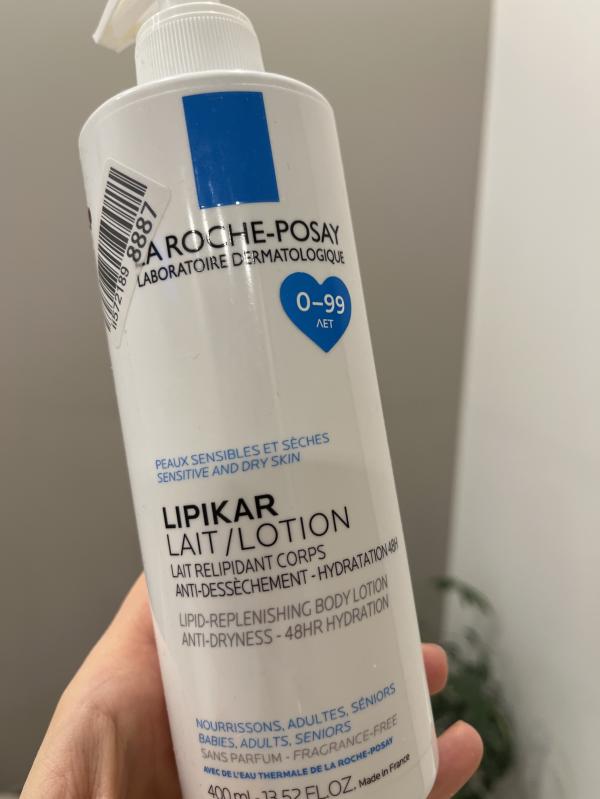 LA ROCHE-POSAY
LABORATOIRE DERMATOLOGIQUE
8887
0-99
ЛЕТ
PEAUX SENSIBLES ET SÈCHES
SENSITIVE AND DRY SKIN
LIPIKAR
LAIT / LOTION
LAIT RELIPIDANT CORPS
ANTI-DESSÈCHEMENT - HYDRATATION 48H
LIPID-REPLENISHING BODY LOTION
ANTI-DRYNESS - 48HR HYDRATION
NOURRISSONS, ADULTES, SÉNIORS
BABIES, ADULTS, SENIORS
SANS PARFUM - FRAGRANCE-FREE
AVEC DE L'EAU THERMALE DE LA ROCHE-POSAY
400 ml - 13.52 FL.OZ. Made in France